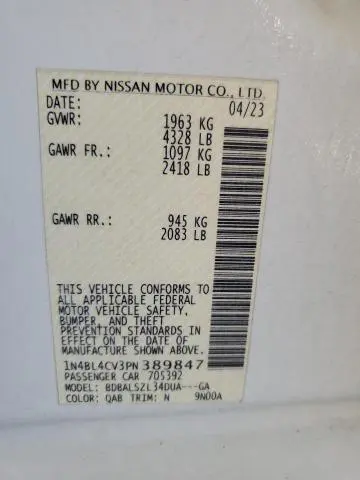 MFD BY NISSAN MOTOR CO., LTD.
DATE: 04/23
GVWR: 1963 KG
4328 LB
GAWR FR.: 1097 KG
2418 LB
GAWR RR.: 945 KG
2083 LB
THIS VEHICLE CONFORMS TO
ALL APPLICABLE FEDERAL
MOTOR VEHICLE SAFETY,
BUMPER, AND THEFT
PREVENTION STANDARDS IN
EFFECT ON THE DATE OF
MANUFACTURE SHOWN ABOVE.
1N4BL4CV3PN389847
PASSENGER CAR 705392
MODEL: BDBALSZL34DUA---GA
COLOR: QAB TRIM: N 9N00A